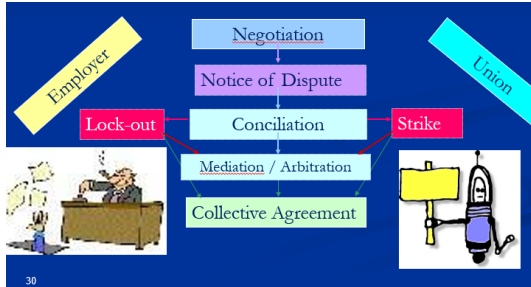 Negotiation
Employer
Union
Notice of Dispute
Lock-out
Conciliation
Strike
Mediation / Arbitration
Collective Agreement
30